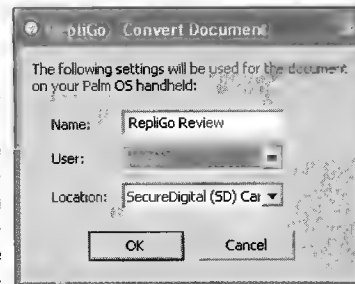 Convert Document
The following settings will be used for the document
on your Palm OS handheld:
Name: RepliGo Review
User:
Location: SecureDigital (SD) Car
OK Cancel